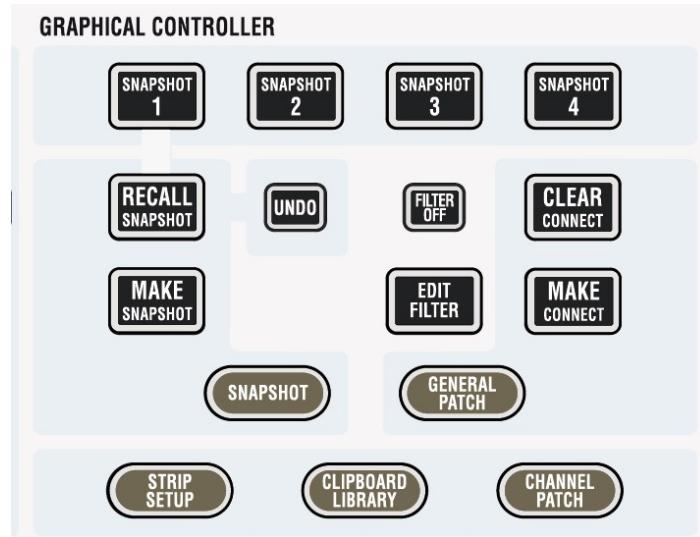 GRAPHICAL CONTROLLER
SNAPSHOT
1
SNAPSHOT
2
SNAPSHOT
3
SNAPSHOT
4
RECALL
SNAPSHOT
UNDO
FILTER
OFF
CLEAR
CONNECT
MAKE
SNAPSHOT
EDIT
FILTER
MAKE
CONNECT
SNAPSHOT
GENERAL
PATCH
STRIP
SETUP
CLIPBOARD
LIBRARY
CHANNEL
PATCH